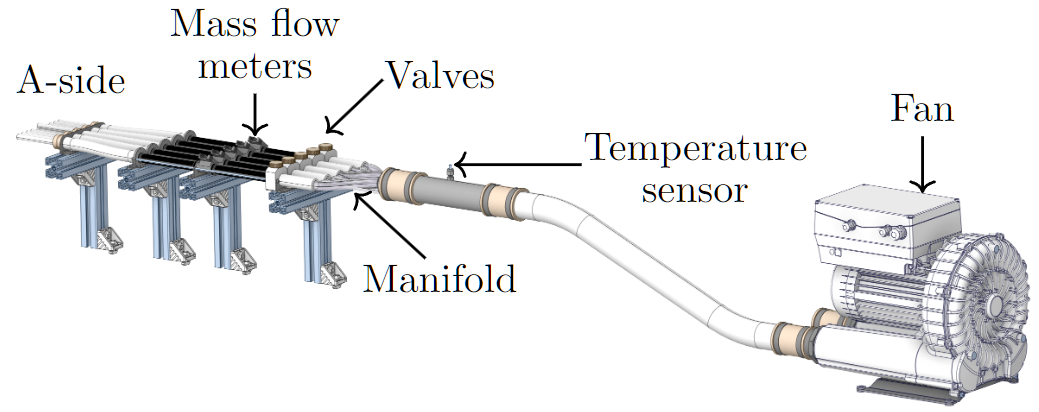 Mass flow
meters
A-side
Valves
Fan
Temperature
sensor
Manifold